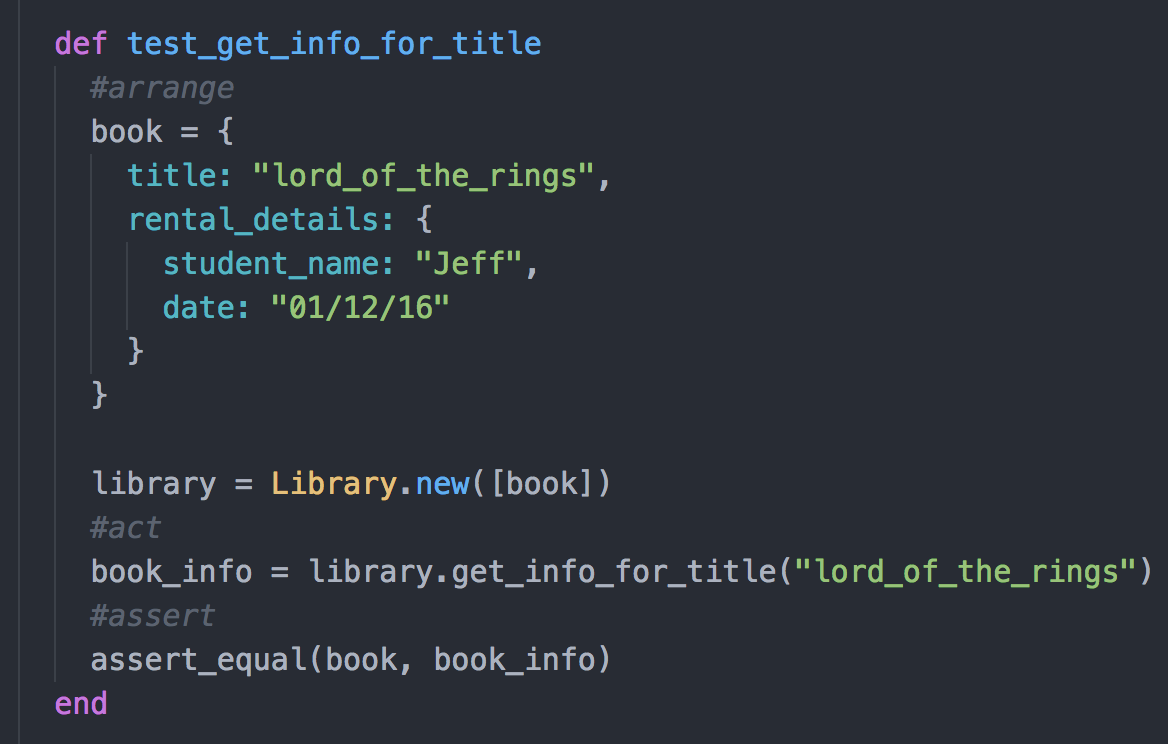 def test_get_info_for_title
  #arrange
  book = {
    title: "lord_of_the_rings",
    rental_details: {
      student_name: "Jeff",
      date: "01/12/16"
    }
  }

  library = Library.new([book])
  #act
  book_info = library.get_info_for_title("lord_of_the_rings")
  #assert
  assert_equal(book, book_info)
end